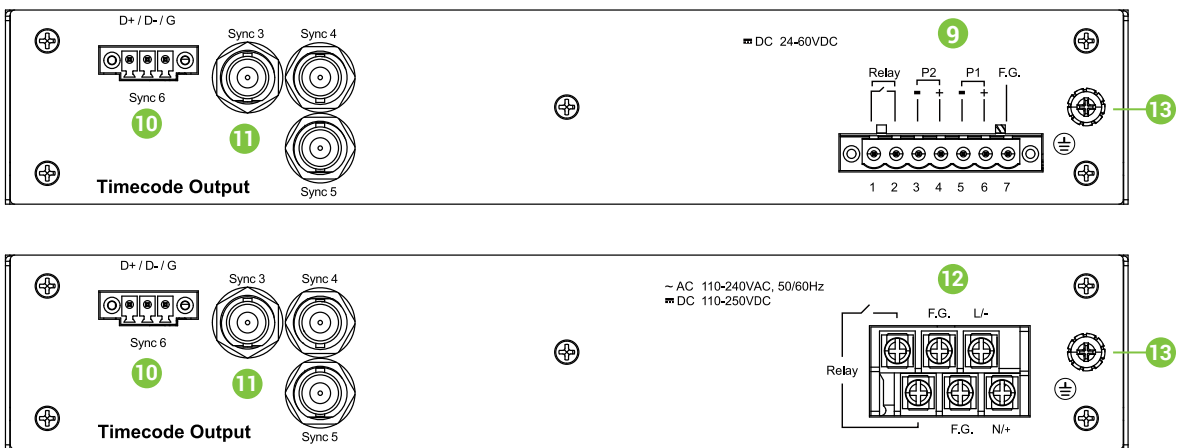 D+ / D- / G
Sync 3
Sync 4
⎓ DC 24-60VDC
9
Relay P2 P1 F.G.
- + - +
Sync 6
10
11
13
Timecode Output
Sync 5
1 2 3 4 5 6 7
D+ / D- / G
Sync 3
Sync 4
~ AC 110-240VAC, 50/60Hz
⎓ DC 110-250VDC
12
F.G. L/-
Sync 6
10
11
Relay
13
Timecode Output
Sync 5
F.G. N/+